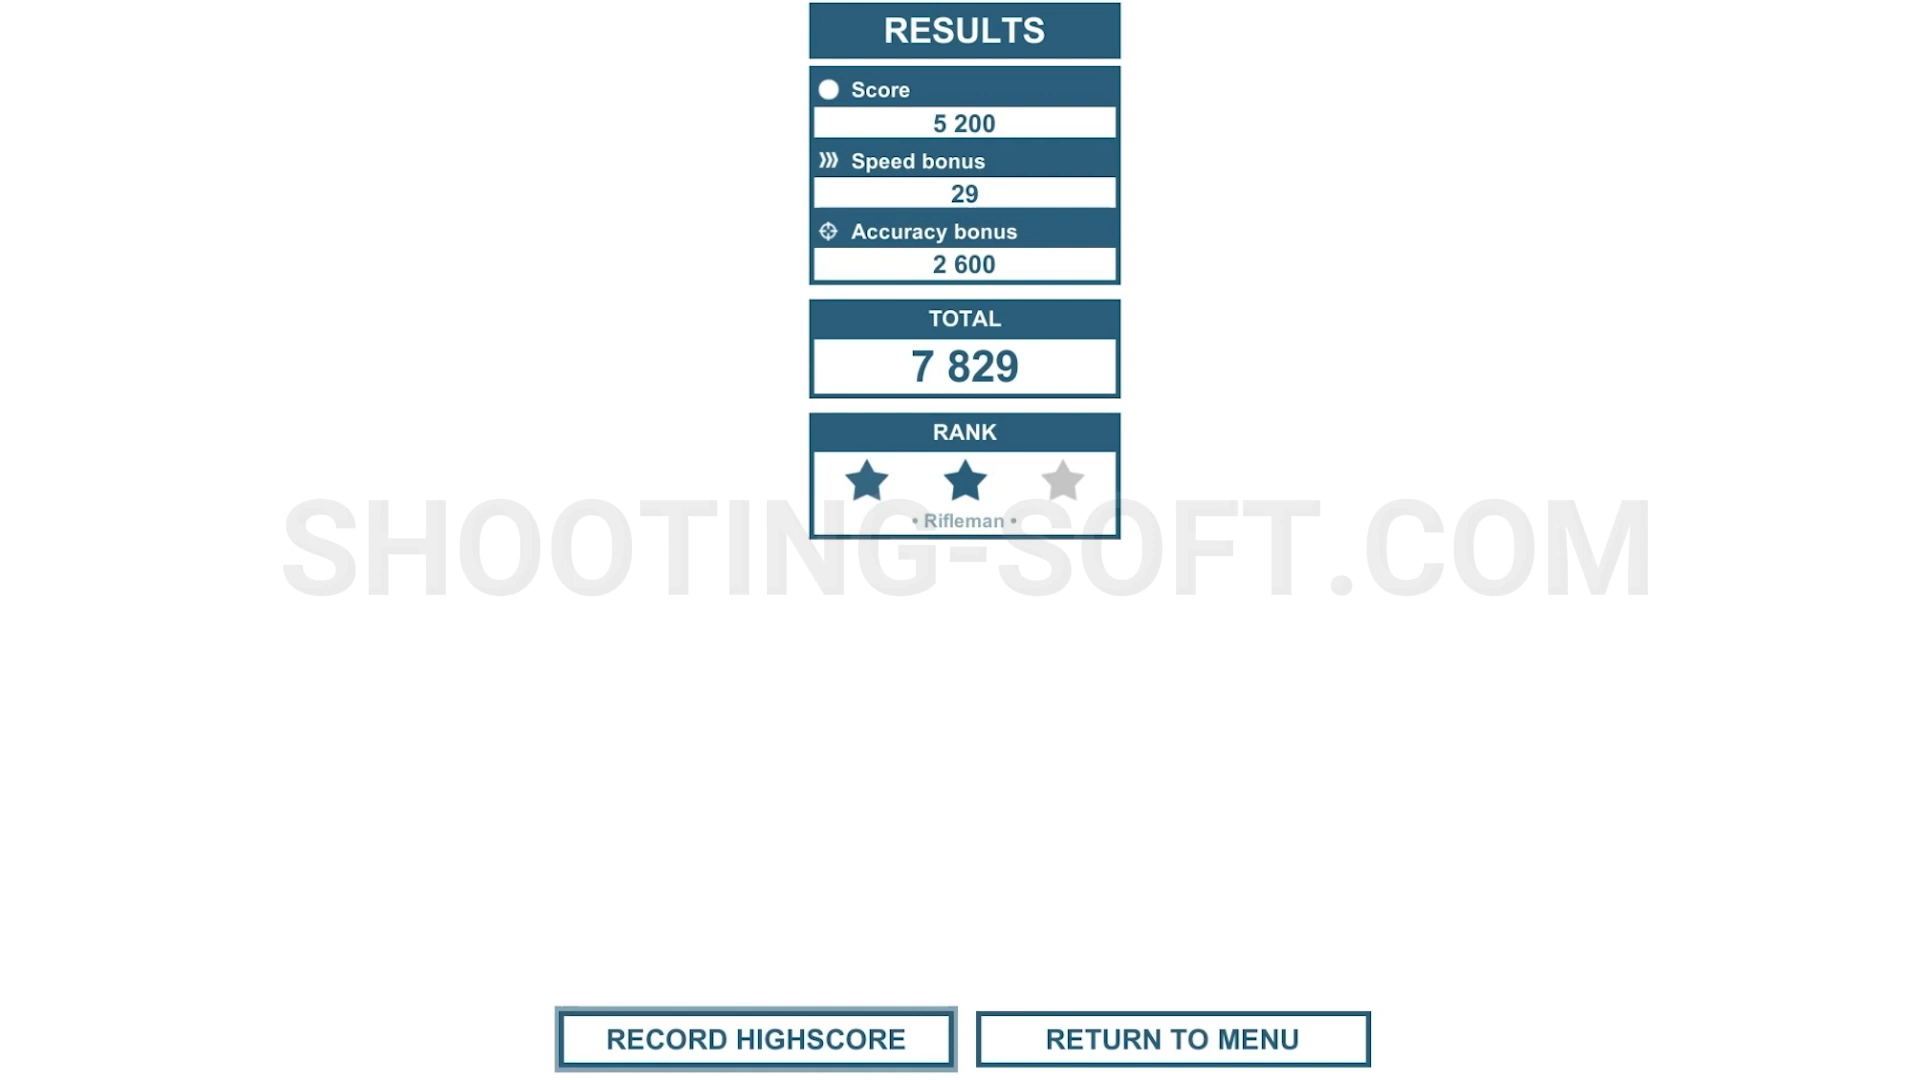 RESULTS
Score
5 200
Speed bonus
29
Accuracy bonus
2 600
TOTAL
7 829
RANK
• Rifleman •
SHOOTING-SOFT.COM
RECORD HIGHSCORE
RETURN TO MENU